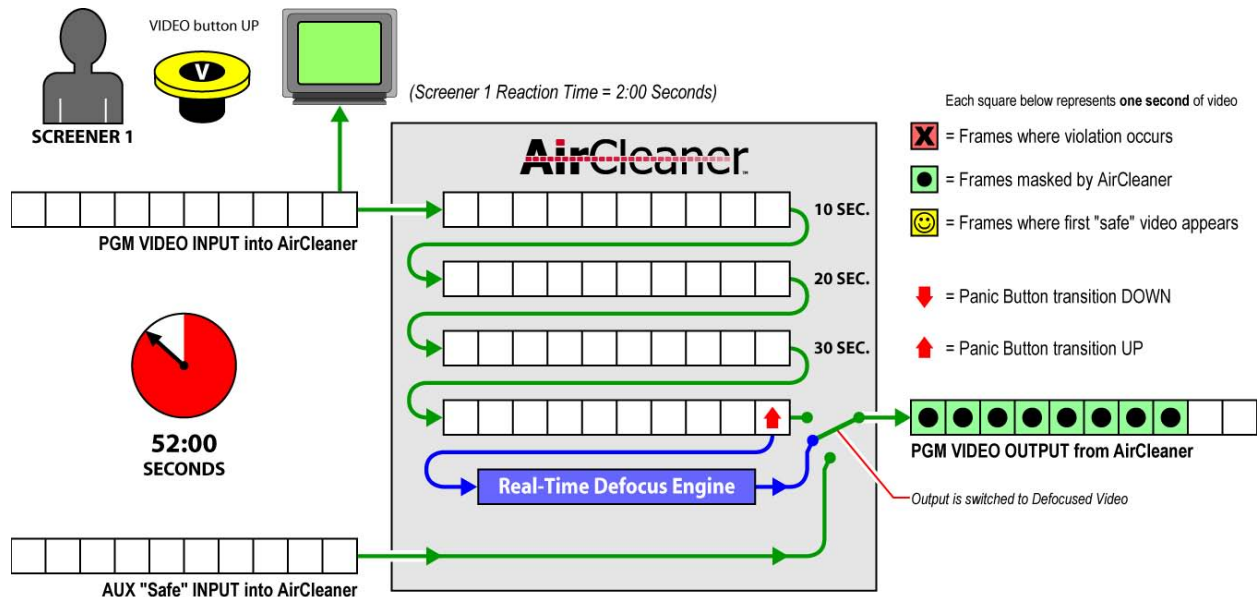 VIDEO button UP
V
SCREENER 1
(Screener 1 Reaction Time = 2:00 Seconds)
Each square below represents one second of video
X = Frames where violation occurs
= Frames masked by AirCleaner
= Frames where first "safe" video appears
= Panic Button transition DOWN
= Panic Button transition UP
AirCleaner™
PGM VIDEO INPUT into AirCleaner
10 SEC.
20 SEC.
30 SEC.
52:00
SECONDS
Real-Time Defocus Engine
PGM VIDEO OUTPUT from AirCleaner
Output is switched to Defocused Video
AUX "Safe" INPUT into AirCleaner